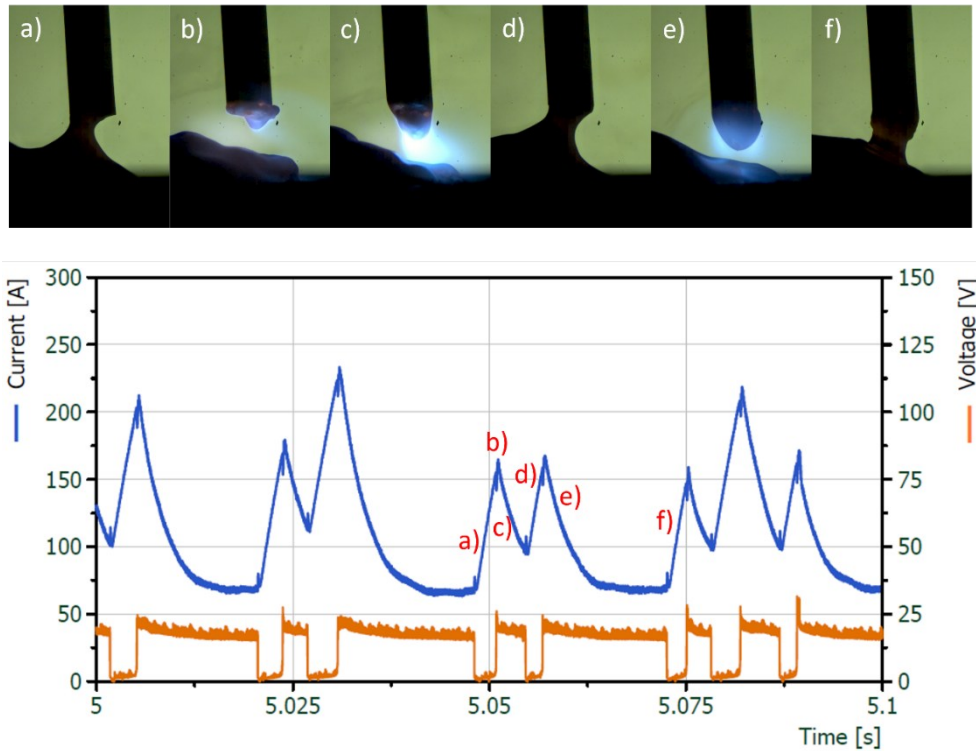 a) b) c) d) e) f)
300 150
250 125
200 100
150 75
100 50
50 25
0 0
Current [A]
Voltage [V]
b)
d)
e)
a) c)
f)
5 5.025 5.05 5.075 5.1
Time [s]